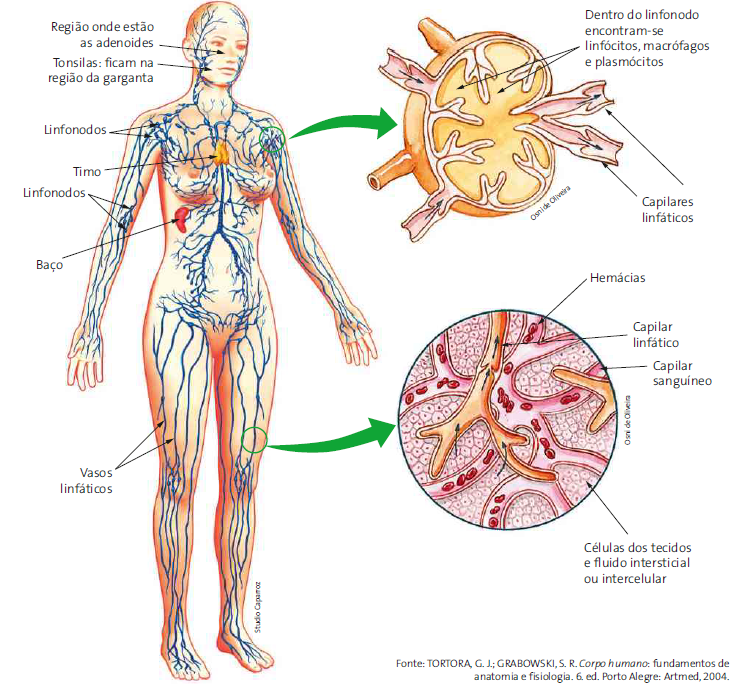 Região onde estão
as adenoides
Tonsilas: ficam na
região da garganta
Linfonodos
Timo
Linfonodos
Baço
Vasos
linfáticos
Studio Caparroz
Dentro do linfonodo
encontram-se
linfócitos, macrófagos
e plasmócitos
Capilares
linfáticos
Osni de Oliveira
Hemácias
Capilar
linfático
Capilar
sanguíneo
Osni de Oliveira
Células dos tecidos
e fluido intersticial
ou intercelular
Fonte: TORTORA, G. J.; GRABOWSKI, S. R. Corpo humano: fundamentos de
anatomia e fisiologia. 6. ed. Porto Alegre: Artmed, 2004.